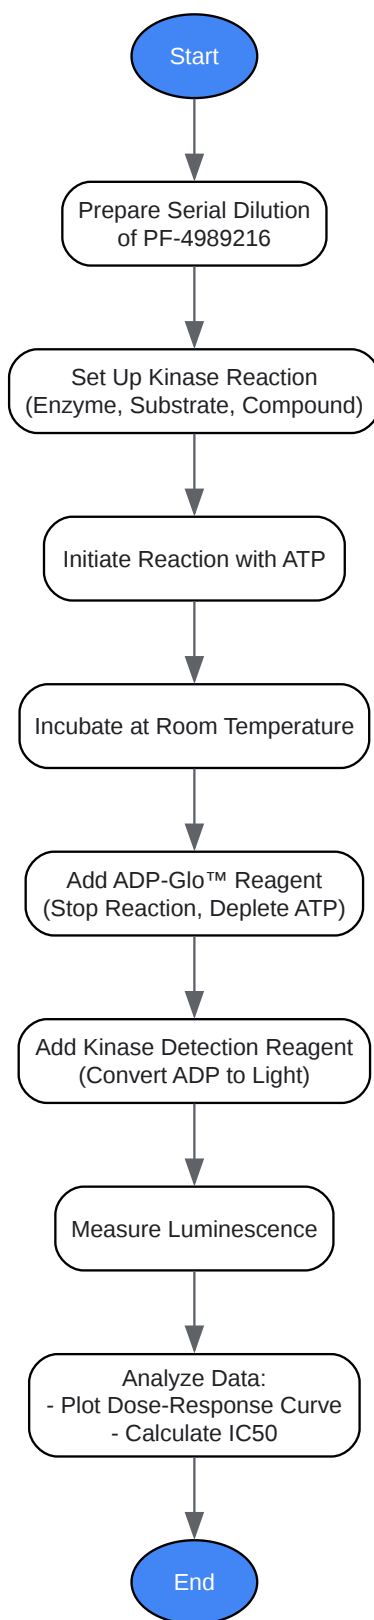 Start
Prepare Serial Dilution
of PF-4989216
Set Up Kinase Reaction
(Enzyme, Substrate, Compound)
Initiate Reaction with ATP
Incubate at Room Temperature
Add ADP-Glo™ Reagent
(Stop Reaction, Deplete ATP)
Add Kinase Detection Reagent
(Convert ADP to Light)
Measure Luminescence
Analyze Data:
- Plot Dose-Response Curve
- Calculate IC50
End